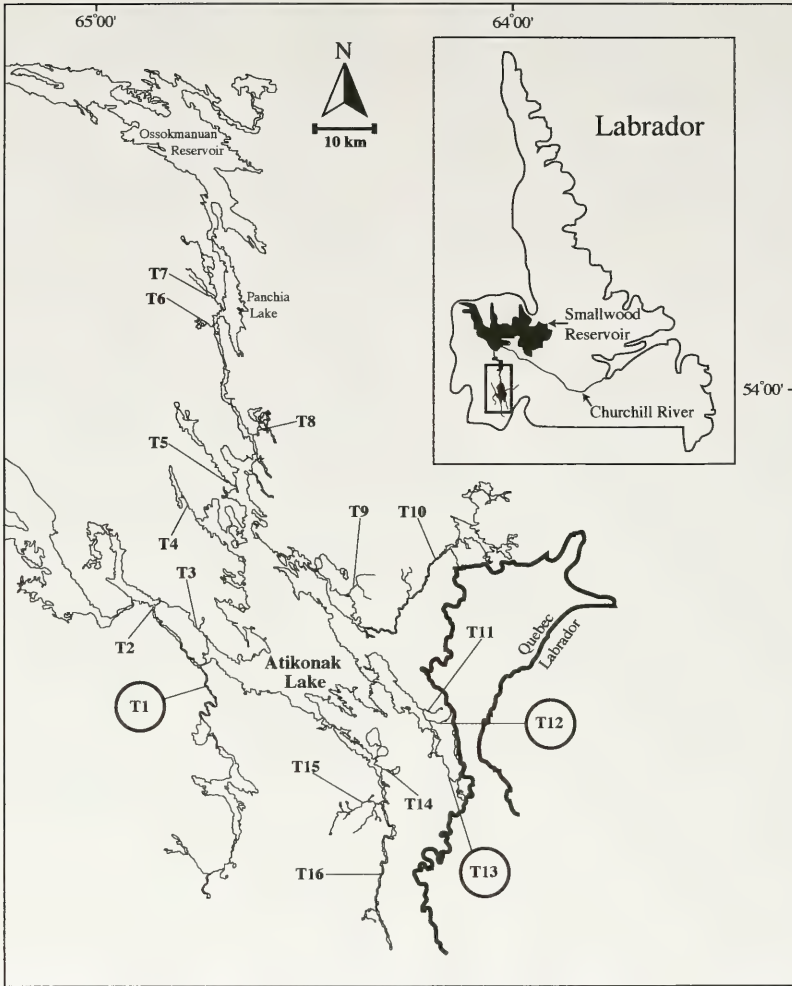 65°00'
64°00'
N
10 km
Ossokmanuan
Reservoir
Labrador
Smallwood
Reservoir
Churchill River
54°00'
T7
T6
Panchia
Lake
T8
T5
T4
T9
T10
T3
T2
T11
Quebec
Labrador
Atikonak
Lake
T1
T12
T15
T14
T16
T13